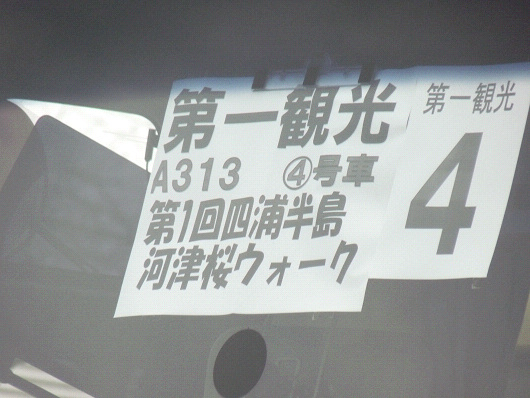 第一観光
A313 ④号車
第1回四浦半島
河津桜ウォーク
第一観光
4